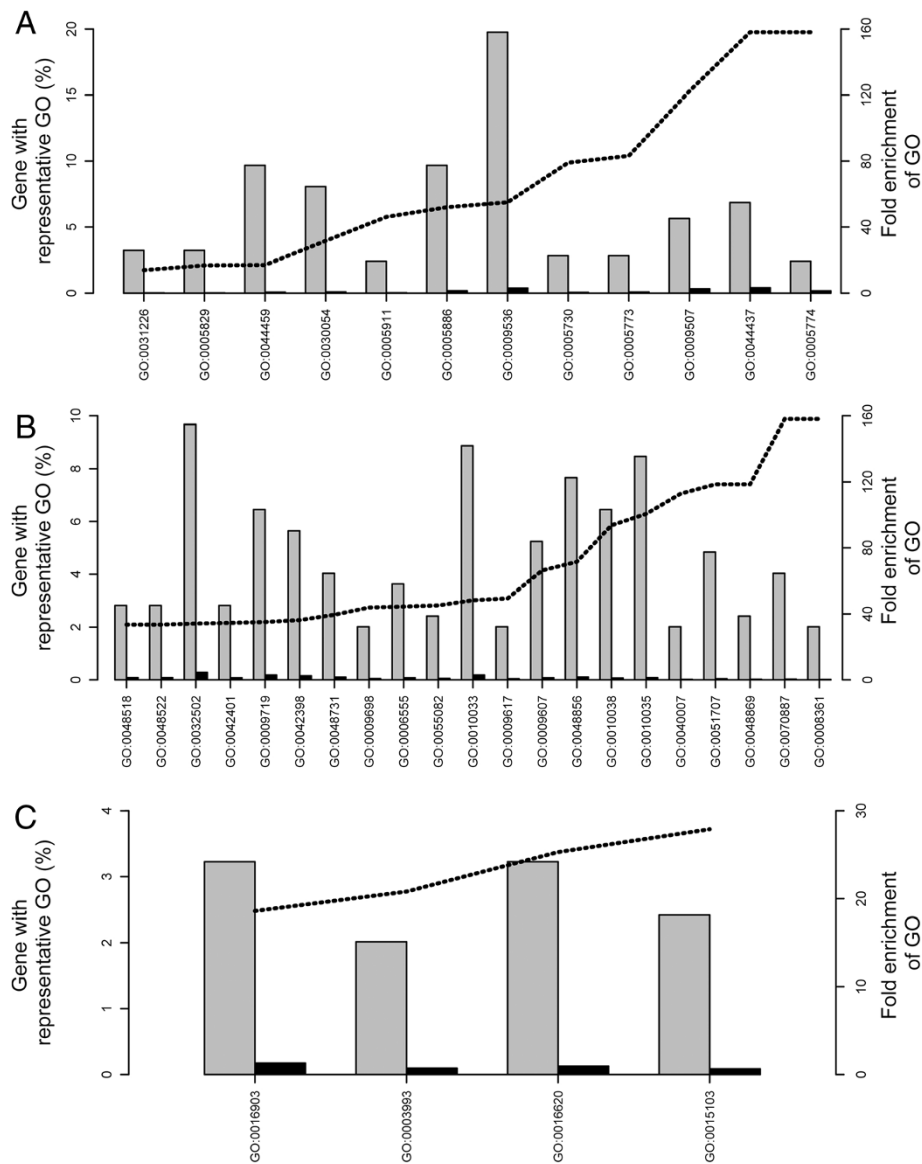 A
Gene with
representative GO (%)
0 5 10 15 20
Fold enrichment
of GO
0 40 80 120 160
GO:0031226
GO:0005829
GO:0044459
GO:0030054
GO:0005911
GO:0005886
GO:0009536
GO:0005730
GO:0005773
GO:0009507
GO:0044437
GO:0005774
B
Gene with
representative GO (%)
0 2 4 6 8 10
Fold enrichment
of GO
0 40 80 120 160
GO:0048518
GO:0048522
GO:0032502
GO:0042401
GO:0009719
GO:0042398
GO:0048731
GO:0009698
GO:0006555
GO:0055082
GO:0010033
GO:0009617
GO:0009607
GO:0048856
GO:0010038
GO:0010035
GO:0040007
GO:0051707
GO:0048869
GO:0070887
GO:0008361
C
Gene with
representative GO (%)
0 1 2 3 4
Fold enrichment
of GO
0 10 20 30
GO:0016903
GO:0003993
GO:0016620
GO:0015103